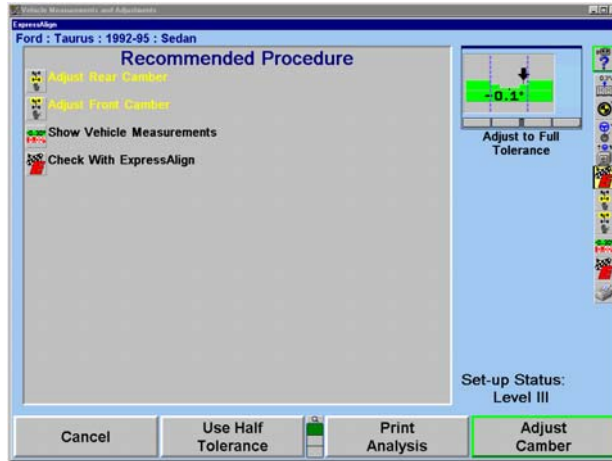 Vehicle Measurements and Adjustments
ExpressAlign
Ford : Taurus : 1992-95 : Sedan
Recommended Procedure
Adjust Rear Camber
Adjust Front Camber
Show Vehicle Measurements
Check With ExpressAlign
-0.1°
Adjust to Full
Tolerance
Set-up Status:
Level III
Cancel
Use Half
Tolerance
Print
Analysis
Adjust
Camber